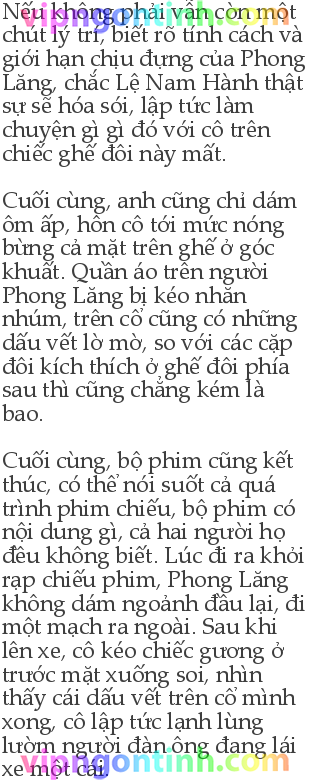 Nếu không phải vẫn còn một
chút lý trí, biết rõ tính cách và
giới hạn chịu đựng của Phong
Lăng, chắc Lệ Nam Hành thật
sự sẽ hóa sói, lập tức làm
chuyện gì gì đó với cô trên
chiếc ghế đôi này mất.
Cuối cùng, anh cũng chỉ dám
ôm ấp, hôn cô tới mức nóng
bừng cả mặt trên ghế ở góc
khuất. Quần áo trên người
Phong Lăng bị kéo nhăn
nhúm, trên cổ cũng có những
dấu vết lờ mờ, so với các cặp
đôi kích thích ở ghế đôi phía
sau thì cũng chẳng kém là
bao.
Cuối cùng, bộ phim cũng kết
thúc, có thể nói suốt cả quá
trình phim chiếu, bộ phim có
nội dung gì, cả hai người họ
đều không biết. Lúc đi ra khỏi
rạp chiếu phim, Phong Lăng
không dám ngoảnh đầu lại, đi
một mạch ra ngoài. Sau khi
lên xe, cô kéo chiếc gương ở
trước mặt xuống soi, nhìn
thấy cái dấu vết trên cổ mình
xong, cô lập tức lạnh lùng
lườm người đàn ông đang lái
xe một cái.
vipngontinh.com
vipngontinh.com